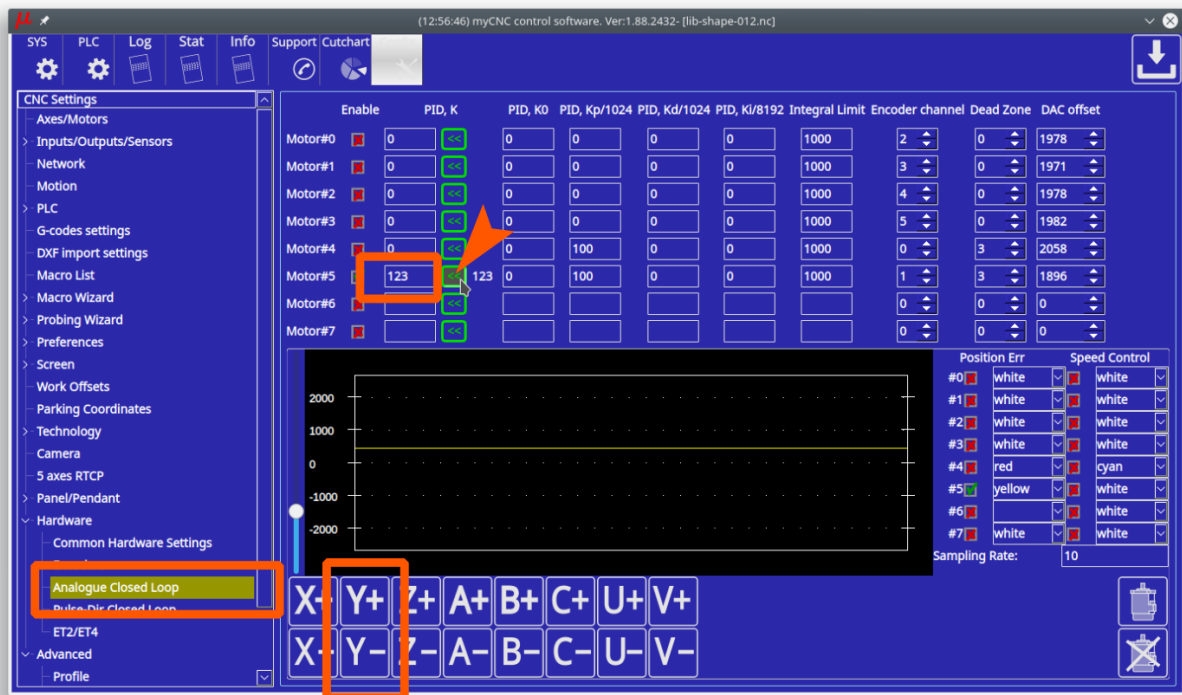 µ
(12:56:46) myCNC control software. Ver:1.88.2432- [lib-shape-012.nc]
SYS PLC Log Stat Info Support Cutchart
CNC Settings
Axes/Motors
Inputs/Outputs/Sensors
Network
Motion
PLC
G-codes settings
DXF import settings
Macro List
Macro Wizard
Probing Wizard
Preferences
Screen
Work Offsets
Parking Coordinates
Technology
Camera
5 axes RTCP
Panel/Pendant
Hardware
Common Hardware Settings
Analogue Closed Loop
Pulse-Dir Closed Loop
ET2/ET4
Advanced
Profile
Enable PID, K PID, K0 PID, Kp/1024 PID, Kd/1024 PID, Ki/8192 Integral Limit Encoder channel Dead Zone DAC offset
Motor#0 0 << 0 0 0 0 1000 2 0 1978
Motor#1 0 << 0 0 0 0 1000 3 0 1971
Motor#2 0 << 0 0 0 0 1000 4 0 1978
Motor#3 0 << 0 0 0 0 1000 5 0 1982
Motor#4 0 << 0 100 0 0 1000 0 3 2058
Motor#5 123 << 123 0 100 0 0 1000 1 3 1896
Motor#6 << 0 0 0
Motor#7 << 0 0 0
2000
1000
0
-1000
-2000
Position Err Speed Control
#0 white white
#1 white white
#2 white white
#3 white white
#4 red cyan
#5 yellow white
#6 white
#7 white white
Sampling Rate: 10
X+ Y+ Z+ A+ B+ C+ U+ V+
X- Y- Z- A- B- C- U- V-